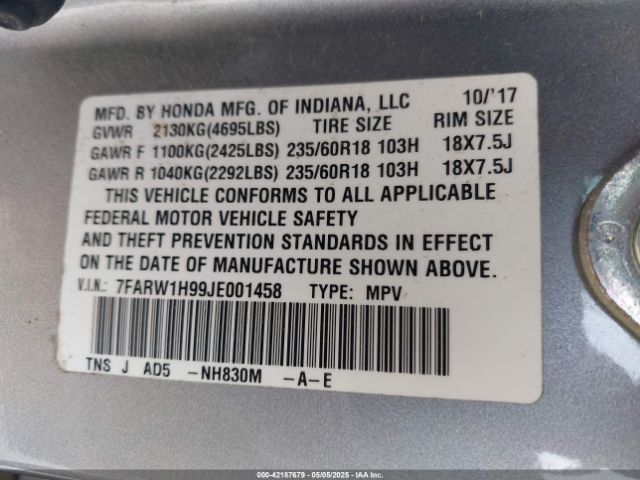 MFD. BY HONDA MFG. OF INDIANA, LLC 10/'17
GVWR 2130KG(4695LBS) TIRE SIZE RIM SIZE
GAWR F 1100KG(2425LBS) 235/60R18 103H 18X7.5J
GAWR R 1040KG(2292LBS) 235/60R18 103H 18X7.5J
THIS VEHICLE CONFORMS TO ALL APPLICABLE
FEDERAL MOTOR VEHICLE SAFETY
AND THEFT PREVENTION STANDARDS IN EFFECT
ON THE DATE OF MANUFACTURE SHOWN ABOVE.
V.I.N.: 7FARW1H99JE001458 TYPE: MPV
TNS J AD5 -NH830M -A-E
000-42187679 - 05/05/2025 - IAAI.COM